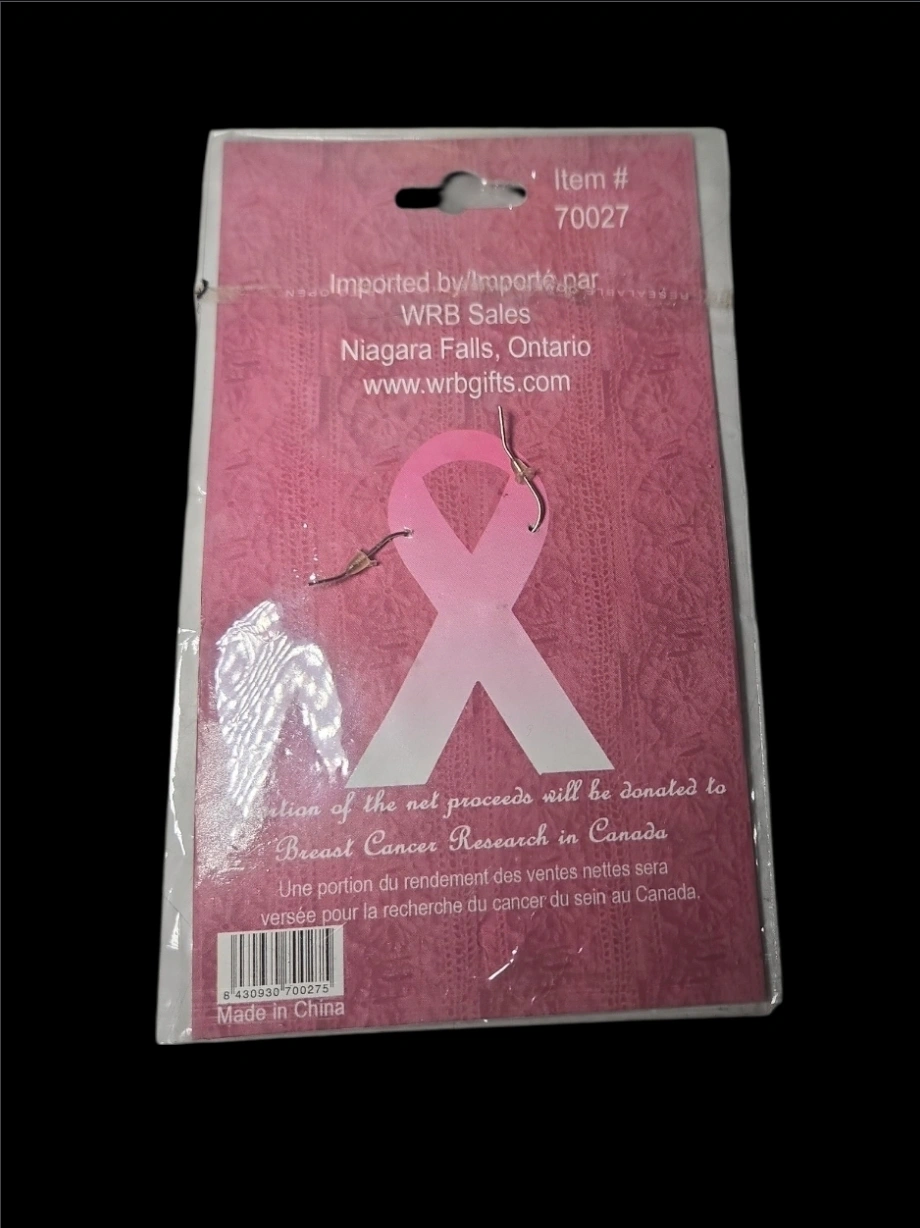 Item #
70027
Imported by/Importé par
WRB Sales
Niagara Falls, Ontario
www.wrbgifts.com
of the net proceeds will be donated to
Breast Cancer Research in Canada
Une portion du rendement des ventes nettes sera
versée pour la recherche du cancer du sein au Canada.
8 430930 700275
Made in China